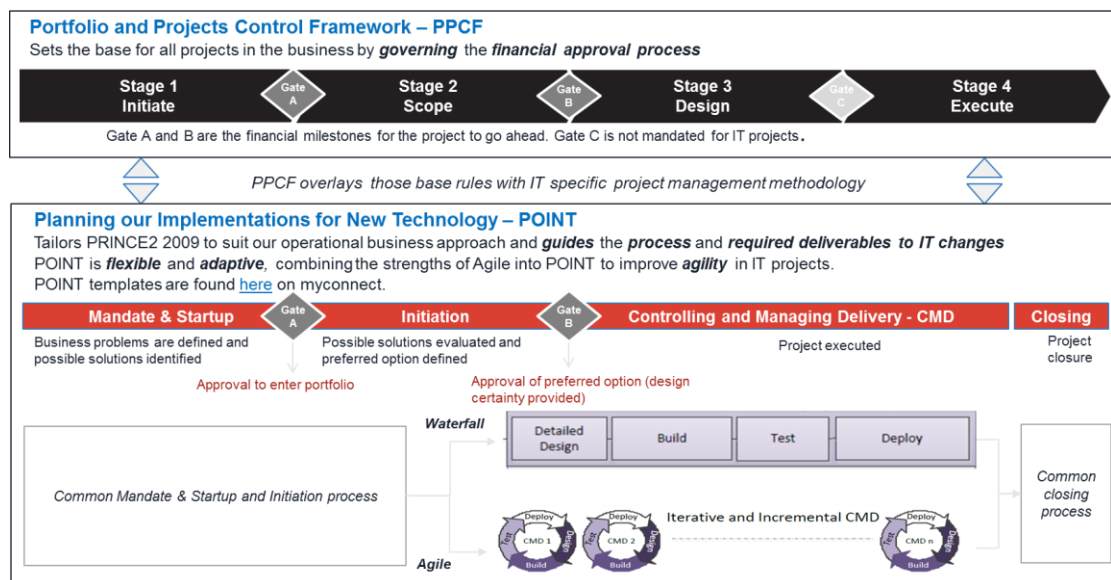 Portfolio and Projects Control Framework – PPCF
Sets the base for all projects in the business by governing the financial approval process
Stage 1
Initiate
Gate
A
Stage 2
Scope
Gate
B
Stage 3
Design
Gate
C
Stage 4
Execute
Gate A and B are the financial milestones for the project to go ahead. Gate C is not mandated for IT projects.
PPCF overlays those base rules with IT specific project management methodology
Planning our Implementations for New Technology – POINT
Tailors PRINCE2 2009 to suit our operational business approach and guides the process and required deliverables to IT changes
POINT is flexible and adaptive, combining the strengths of Agile into POINT to improve agility in IT projects.
POINT templates are found here on myconnect.
Mandate & Startup
Gate
A
Initiation
Gate
B
Controlling and Managing Delivery - CMD
Closing
Business problems are defined and
possible solutions identified
Possible solutions evaluated and
preferred option defined
Project executed
Project
closure
Approval to enter portfolio
Approval of preferred option (design
certainty provided)
Waterfall
Detailed
Design
Build
Test
Deploy
Common Mandate & Startup and Initiation process
Common
closing
process
Iterative and Incremental CMD
Deploy
Test
CMD 1
Design
Build
Deploy
Test
CMD 2
Design
Build
Deploy
Test
CMD n
Design
Build
Agile